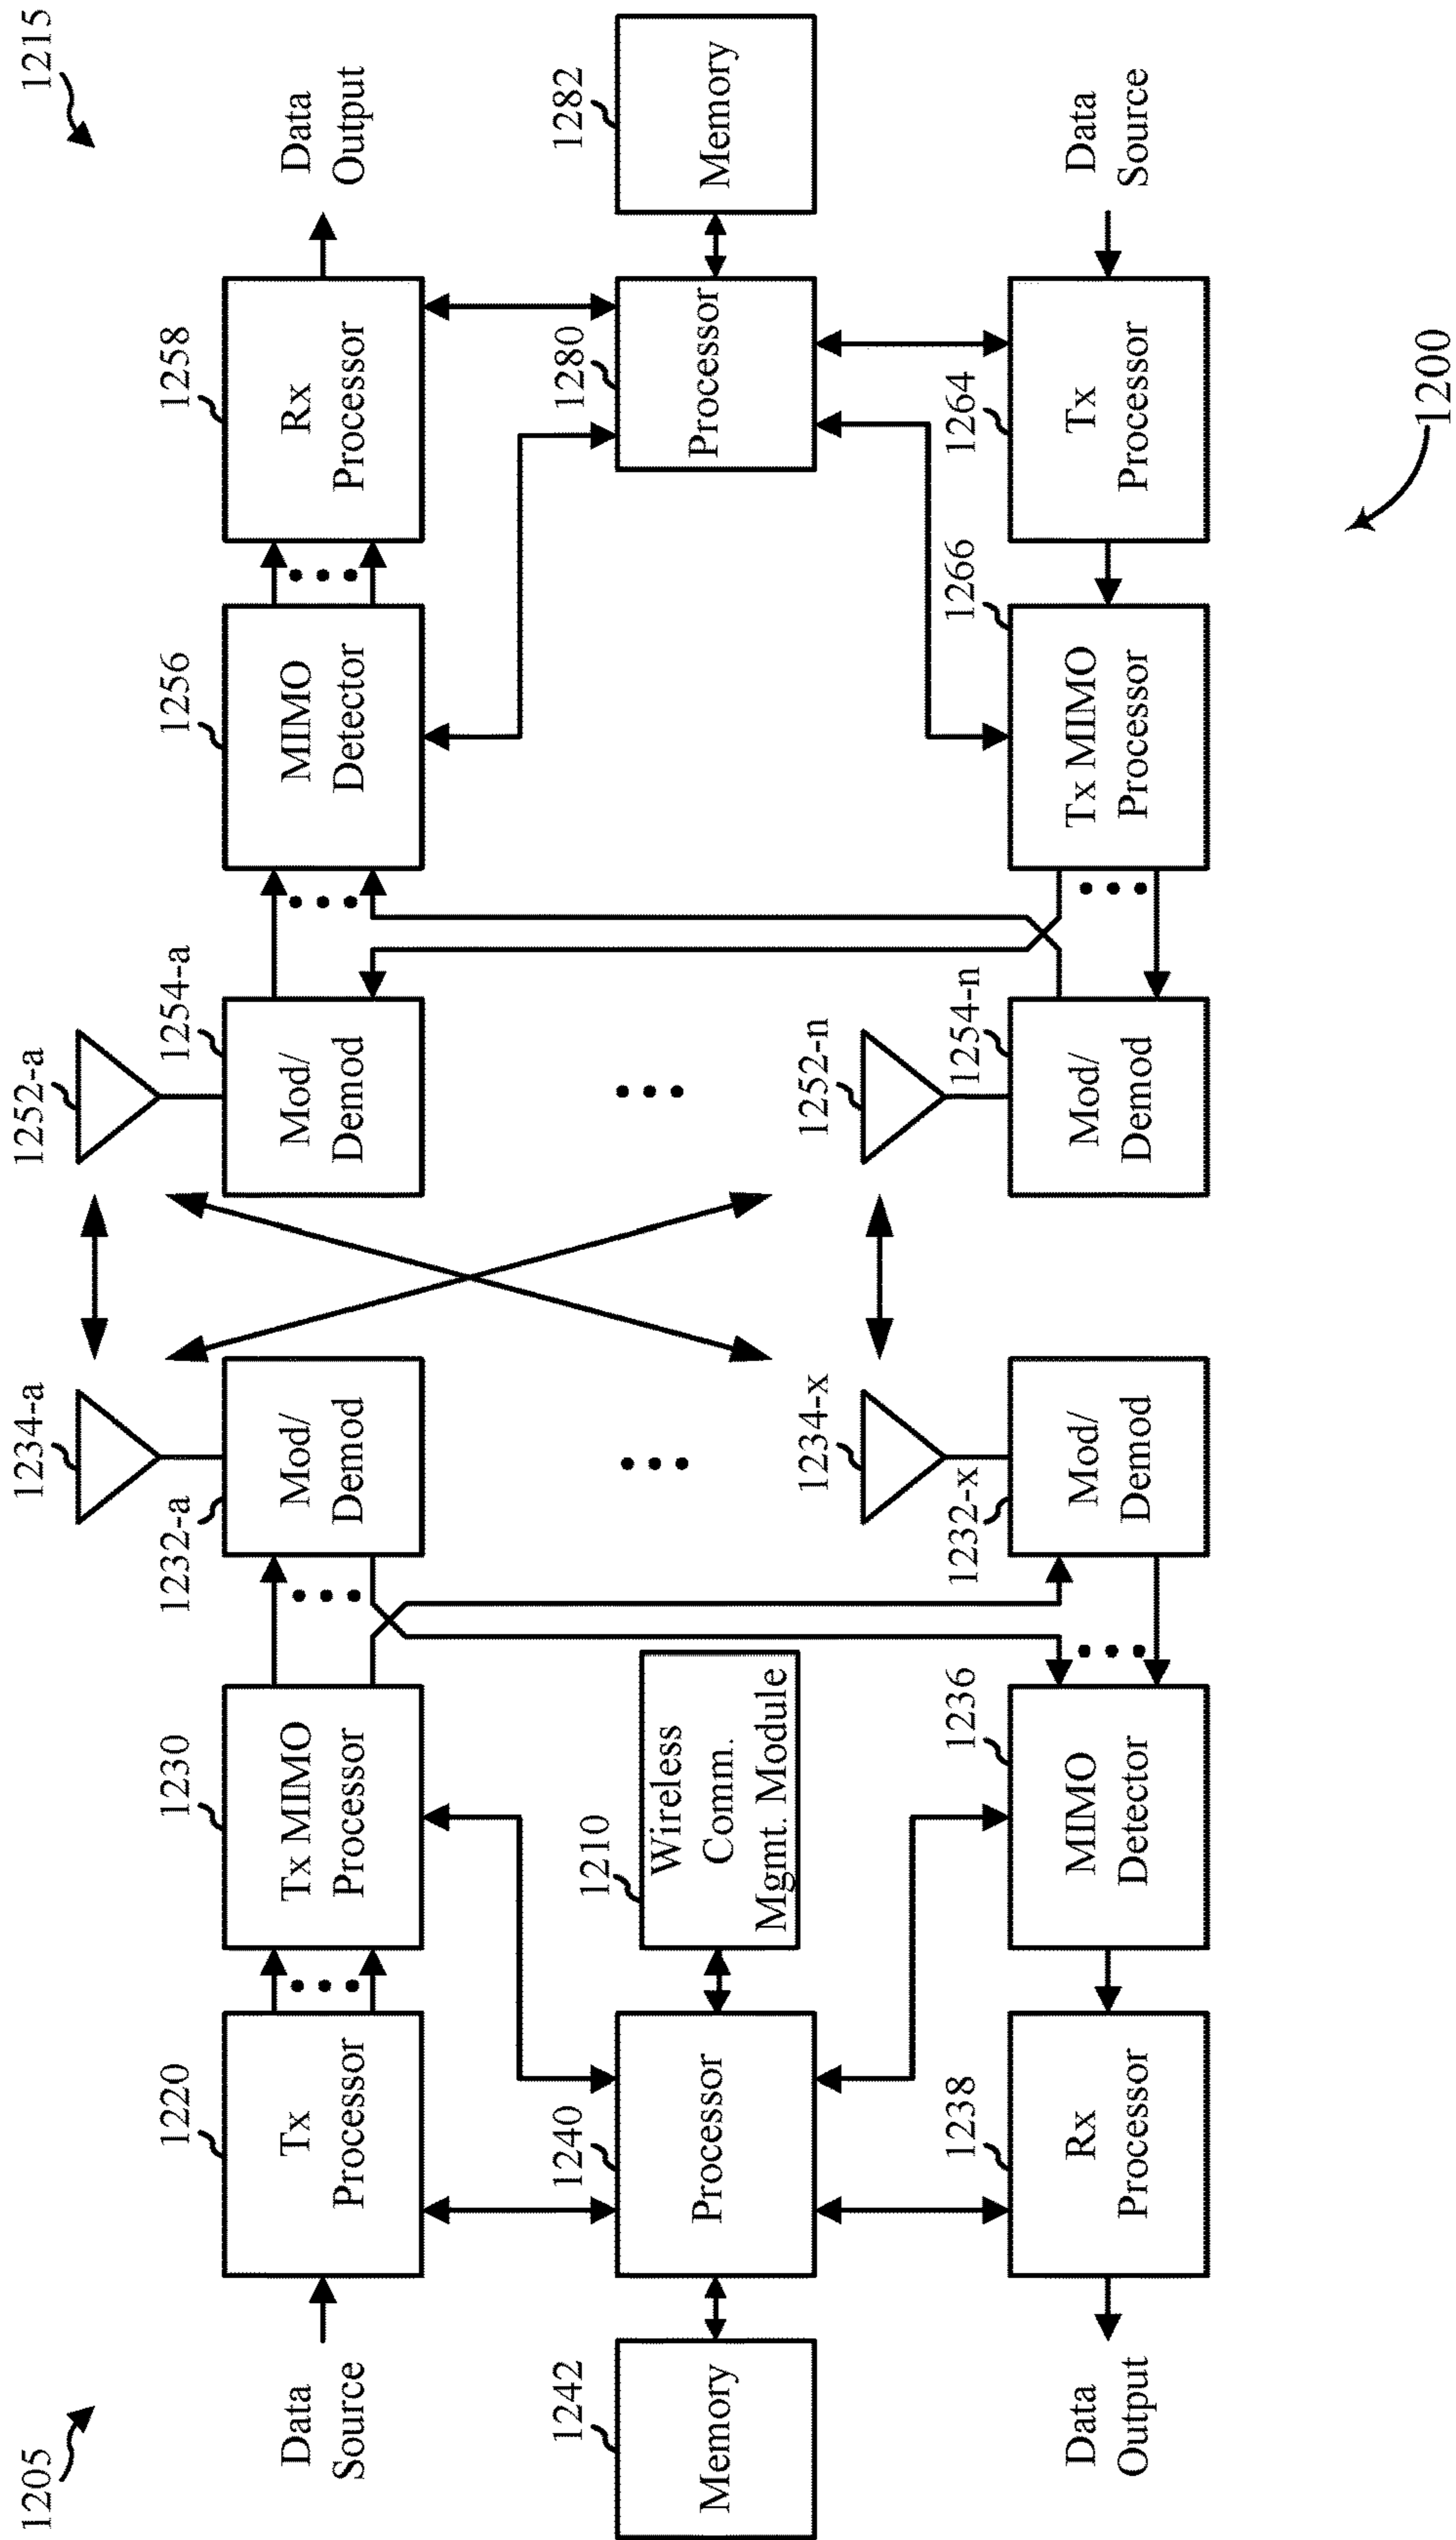 1205
1215
Data
Source
1220
Tx
Processor
1230
Tx MIMO
Processor
1232-a
Mod/
Demod
1234-a
1252-a
1254-a
Mod/
Demod
1256
MIMO
Detector
1258
Rx
Processor
Data
Output
1242
Memory
1240
Processor
1210
Wireless
Comm.
Mgmt. Module
1280
Processor
1282
Memory
Data
Output
1238
Rx
Processor
1236
MIMO
Detector
1232-x
Mod/
Demod
1234-x
1252-n
1254-n
Mod/
Demod
1266
Tx MIMO
Processor
1264
Tx
Processor
Data
Source
1200